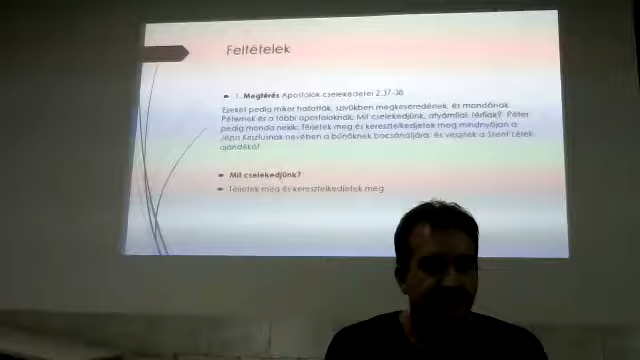 Feltételek
1. Megtérés Apostolok cselekedetei 2,37-38
Ezeket pedig mikor hallották, szívükben megkeseredének, és mondának
Péternek és a többi apostoloknak: Mit cselekedjünk, atyámfiai, férfiak? Péter
pedig monda nekik: Térjetek meg és keresztelkedjetek meg mindnyájan a
Jézus Krisztusnak nevében a bűnöknek bocsánatjára; és veszitek a Szent Lélek
ajándékát.
Mit cselekedjünk?
Térjetek meg és keresztelkedjetek meg